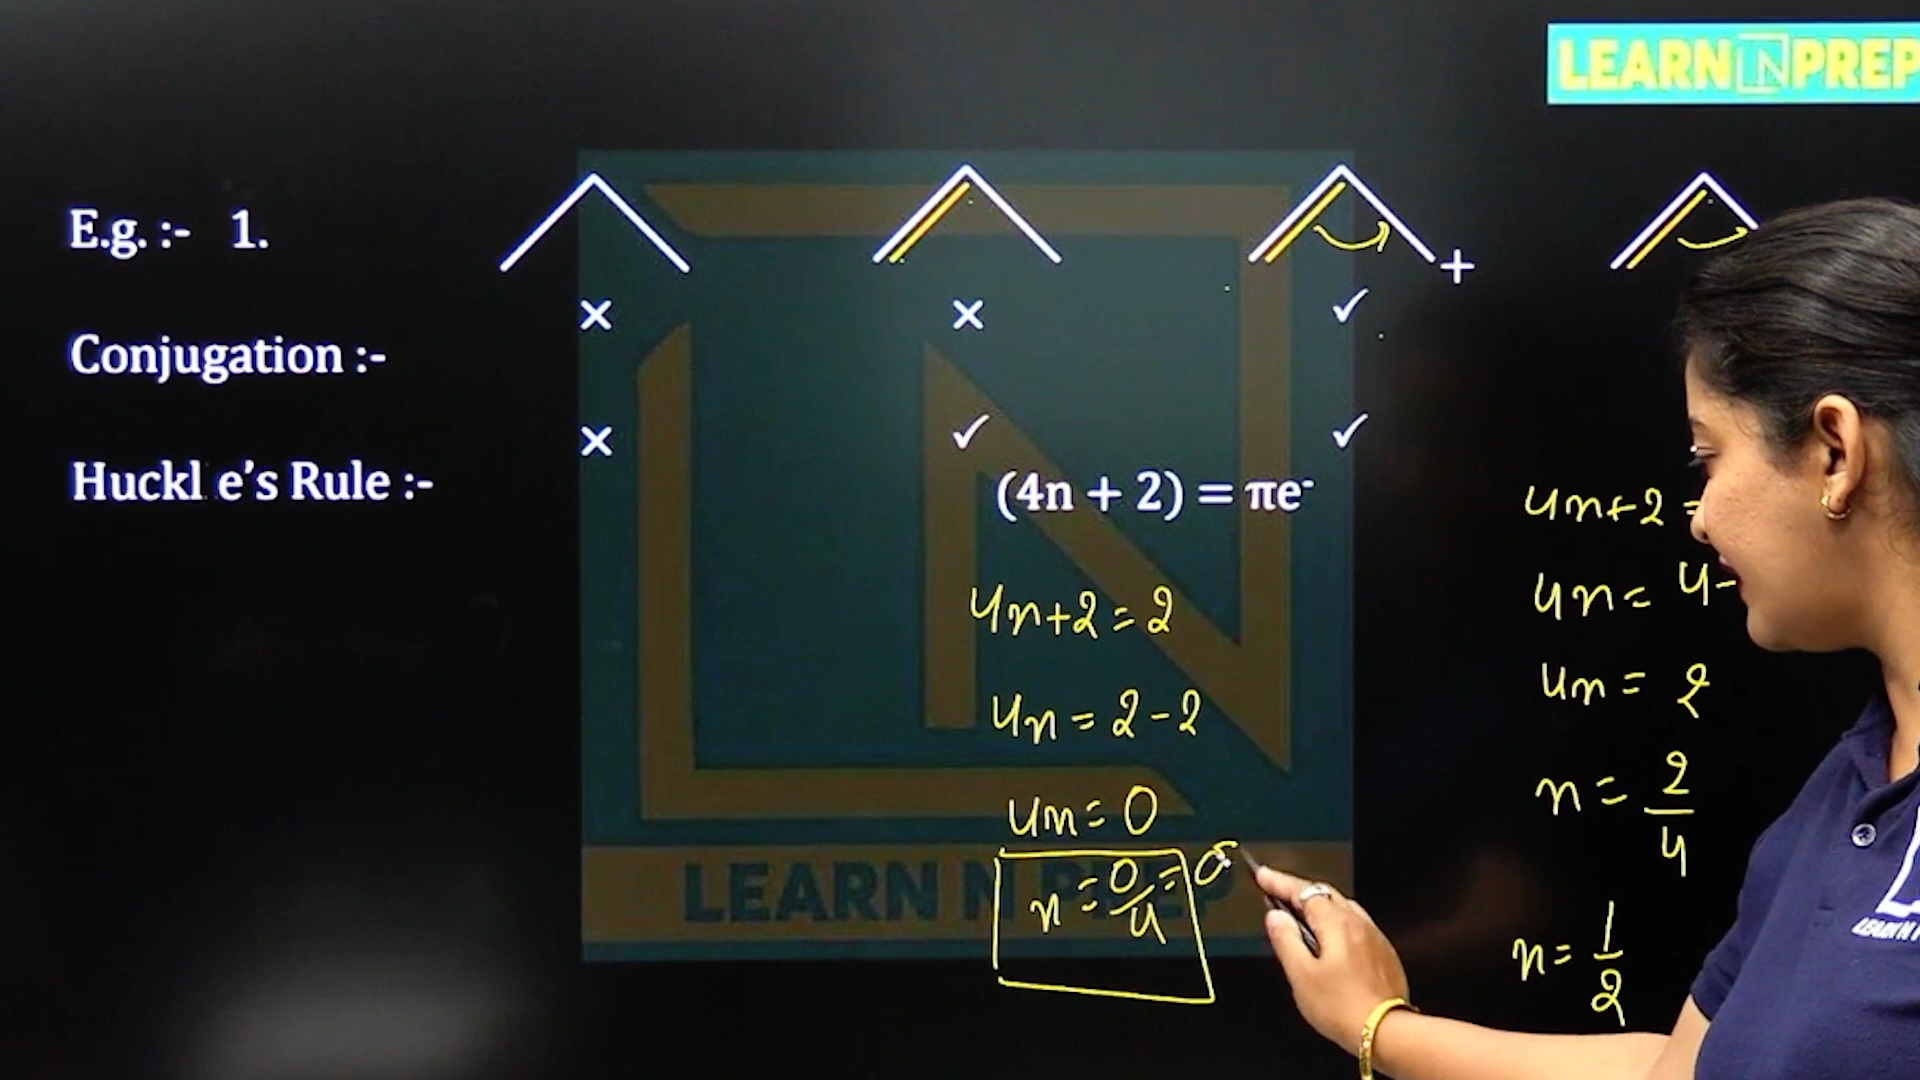 LEARN LN PREP
E.g. :- 1.
+
Conjugation :-
Huckl e's Rule :-
(4n + 2) = πe⁻
4n+2 = 2
4n = 2 - 2
4n = 0
n = 0/4 = 0
4n+2 =
4n = 4 -
4n = 2
n = 2/4
n = 1/2
LEARN N PREP